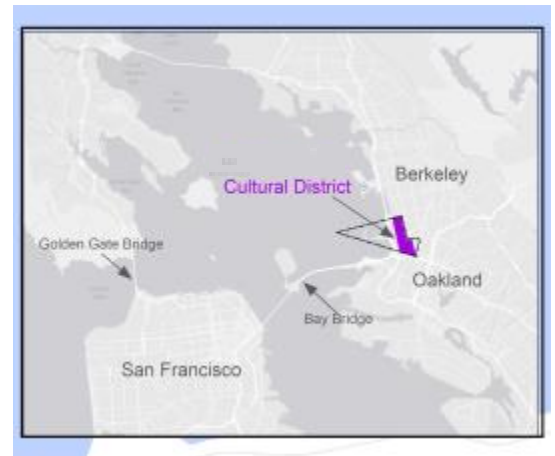 Berkeley
Cultural District
Golden Gate Bridge
Oakland
Bay Bridge
San Francisco